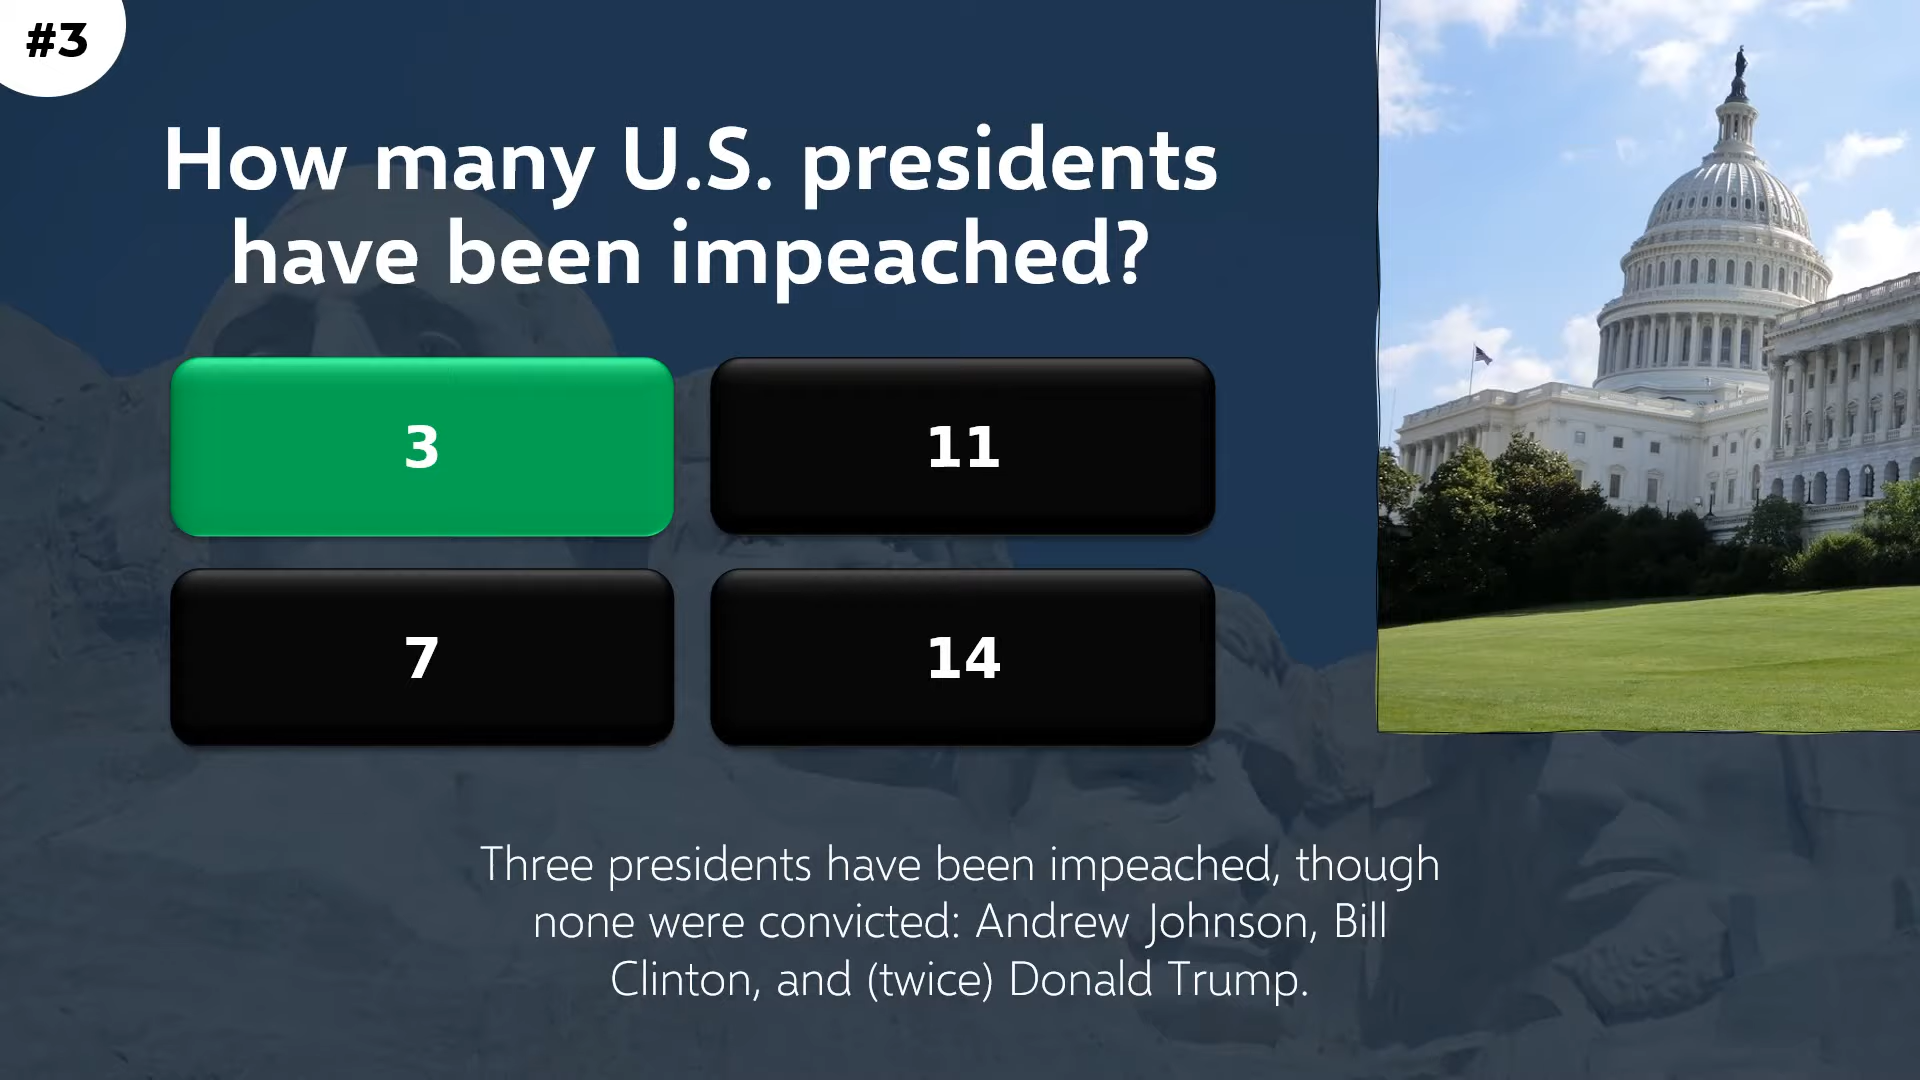 #3
How many U.S. presidents
have been impeached?
3
11
7
14
Three presidents have been impeached, though
none were convicted: Andrew Johnson, Bill
Clinton, and (twice) Donald Trump.